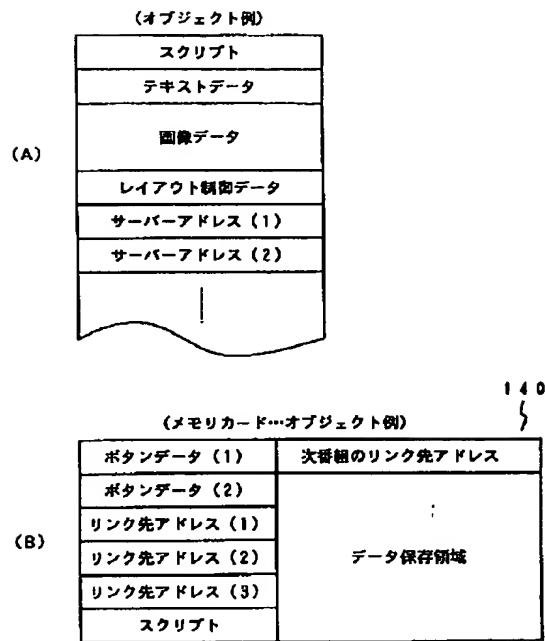 (オブジェクト例)
スクリプト
テキストデータ
画像データ
(A)
レイアウト制御データ
サーバーアドレス(1)
サーバーアドレス(2)
140
(メモリカード…オブジェクト例)
ボタンデータ(1) 次番組のリンク先アドレス
ボタンデータ(2)
リンク先アドレス(1)
(B)
リンク先アドレス(2) データ保存領域
リンク先アドレス(3)
スクリプト